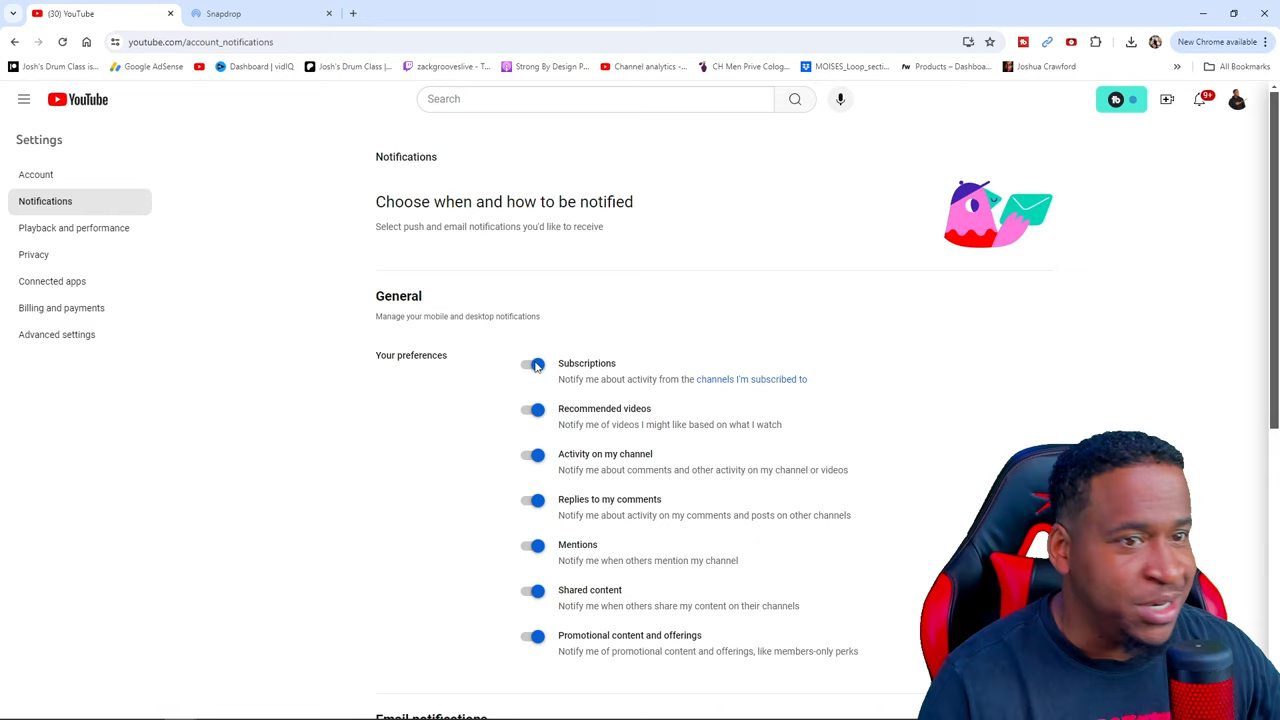 (30) YouTube
Snapdrop
youtube.com/account_notifications
New Chrome available
Josh's Drum Class is...
Google AdSense
Dashboard | vidIQ
Josh's Drum Class |...
zackgrooveslive - T...
Strong By Design P...
Channel analytics -...
CH Men Prive Colog...
MOISES_Loop_secti...
fw Products – Dashboa...
Joshua Crawford
All Bookmarks
YouTube
Search
9+
Settings
Account
Notifications
Playback and performance
Privacy
Connected apps
Billing and payments
Advanced settings
Notifications
Choose when and how to be notified
Select push and email notifications you'd like to receive
General
Manage your mobile and desktop notifications
Your preferences
Subscriptions
Notify me about activity from the channels I'm subscribed to
Recommended videos
Notify me of videos I might like based on what I watch
Activity on my channel
Notify me about comments and other activity on my channel or videos
Replies to my comments
Notify me about activity on my comments and posts on other channels
Mentions
Notify me when others mention my channel
Shared content
Notify me when others share my content on their channels
Promotional content and offerings
Notify me of promotional content and offerings, like members-only perks
Email notifications